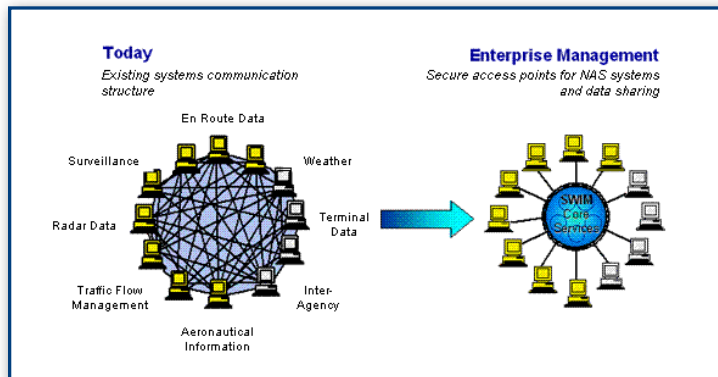 Today
Existing systems communication
structure
En Route Data
Surveillance
Weather
Radar Data
Terminal
Data
Traffic Flow
Management
Inter-
Agency
Aeronautical
Information
Enterprise Management
Secure access points for NAS systems
and data sharing
SWIM
Core
Services